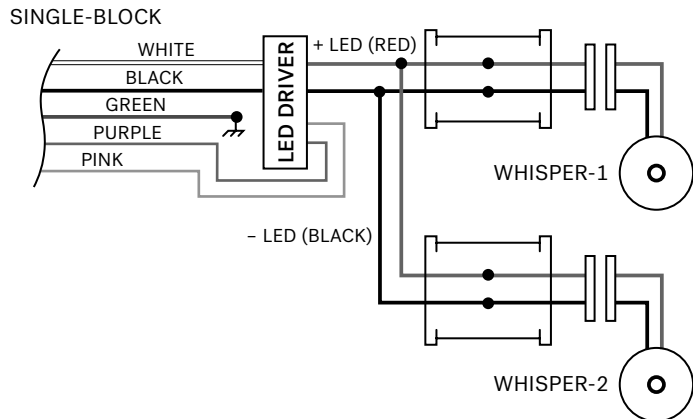 SINGLE-BLOCK
WHITE
+ LED (RED)
BLACK
GREEN
PURPLE
PINK
LED DRIVER
WHISPER-1
– LED (BLACK)
WHISPER-2